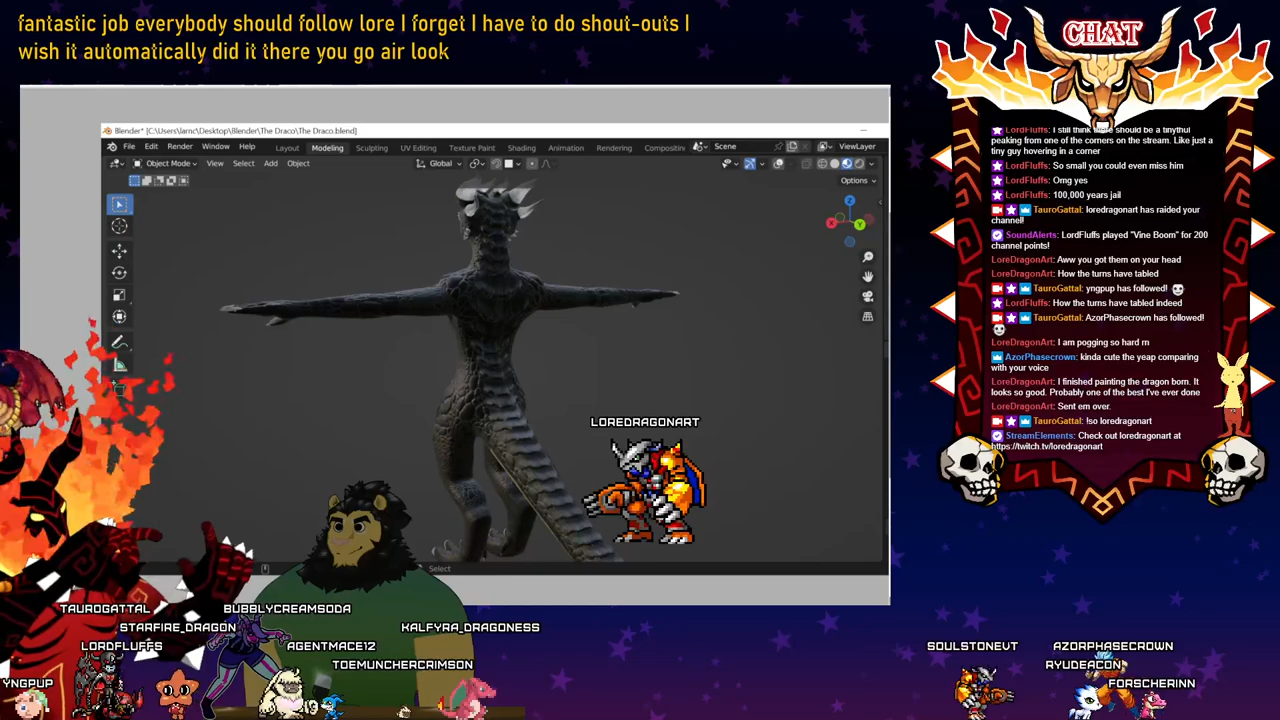 fantastic job everybody should follow lore I forget I have to do shout-outs I
wish it automatically did it there you go air look
CHAT
Blender* [C:\Users\larnc\Desktop\Blender\The Draco\The Draco.blend]
File Edit Render Window Help Layout Modeling Sculpting UV Editing Texture Paint Shading Animation Rendering Compositin Scene ViewLayer
Object Mode View Select Add Object Global
Options
Z
X
Y
Select
LOREDRAGONART
LordFluffs: I still think there should be a tinythul
peaking from one of the corners on the stream. Like just a
tiny guy hovering in a corner
LordFluffs: So small you could even miss him
LordFluffs: Omg yes
LordFluffs: 100,000 years jail
TauroGattal: loredragonart has raided your
channel!
SoundAlerts: LordFluffs played "Vine Boom" for 200
channel points!
LoreDragonArt: Aww you got them on your head
LoreDragonArt: How the turns have tabled
TauroGattal: yngpup has followed!
LordFluffs: How the turns have tabled indeed
TauroGattal: AzorPhasecrown has followed!
LoreDragonArt: I am pogging so hard rn
AzorPhasecrown: kinda cute the yeap comparing
with your voice
LoreDragonArt: I finished painting the dragon born. It
looks so good. Probably one of the best I've ever done
LoreDragonArt: Sent em over.
TauroGattal: !so loredragonart
StreamElements: Check out loredragonart at
https://twitch.tv/loredragonart
TAUROGATTAL
BUBBLYCREAMSODA
STARFIRE_DRAGON
KALFYRA_DRAGONESS
LORDFLUFFS
AGENTMACE12
TOEMUNCHERCRIMSON
YNGPUP
SOULSTONEVT
AZORPHASECROWN
RYUDEACON
FORSCHERINN